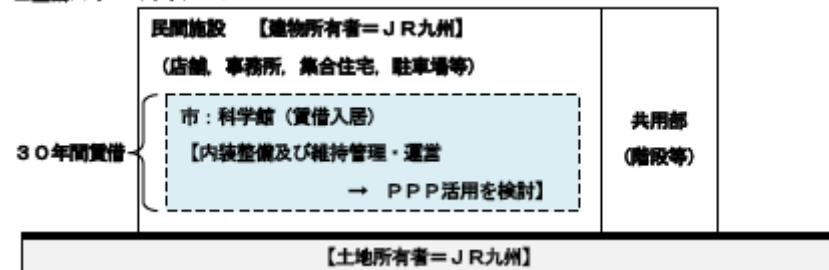 民間施設 【建物所有者=JR九州】
(店舗,事務所,集合住宅,駐車場等)
市:科学館(賃借入居)
【内装整備及び維持管理・運営
→ PPP活用を検討】
30年間賃借
共用部
(階段等)
【土地所有者=JR九州】